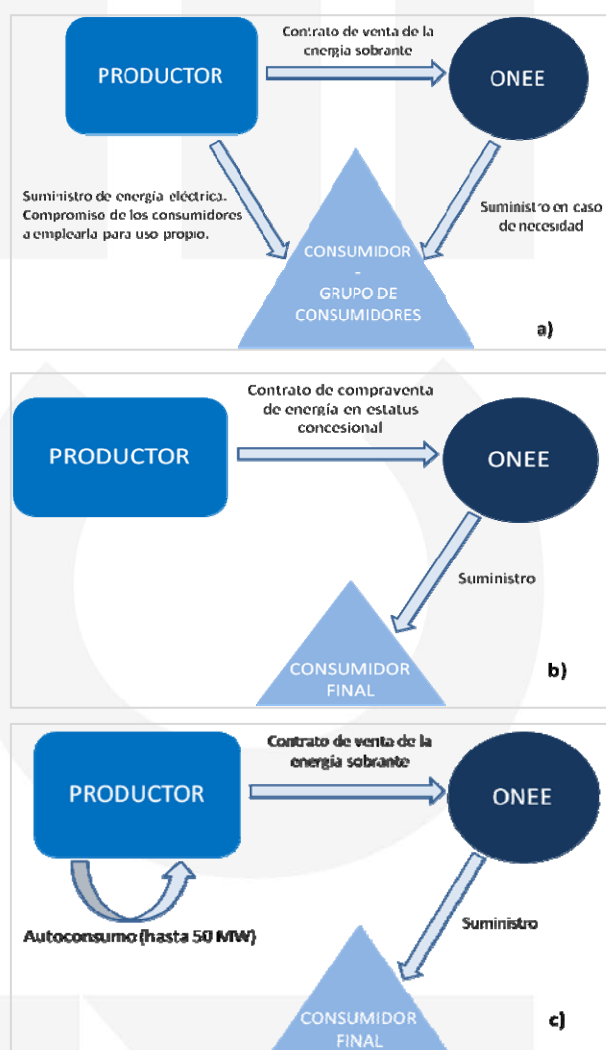 Contrato de venta de la
energía sobrante
PRODUCTOR
ONEE
Suministro de energía eléctrica.
Compromiso de los consumidores
a emplearla para uso propio.
Suministro en caso
de necesidad
CONSUMIDOR
-
GRUPO DE
CONSUMIDORES
a)
Contrato de compraventa
de energía en estatus
concesional
PRODUCTOR
ONEE
Suministro
CONSUMIDOR
FINAL
b)
Contrato de venta de la
energía sobrante
PRODUCTOR
ONEE
Autoconsumo (hasta 50 MW)
Suministro
CONSUMIDOR
FINAL
c)